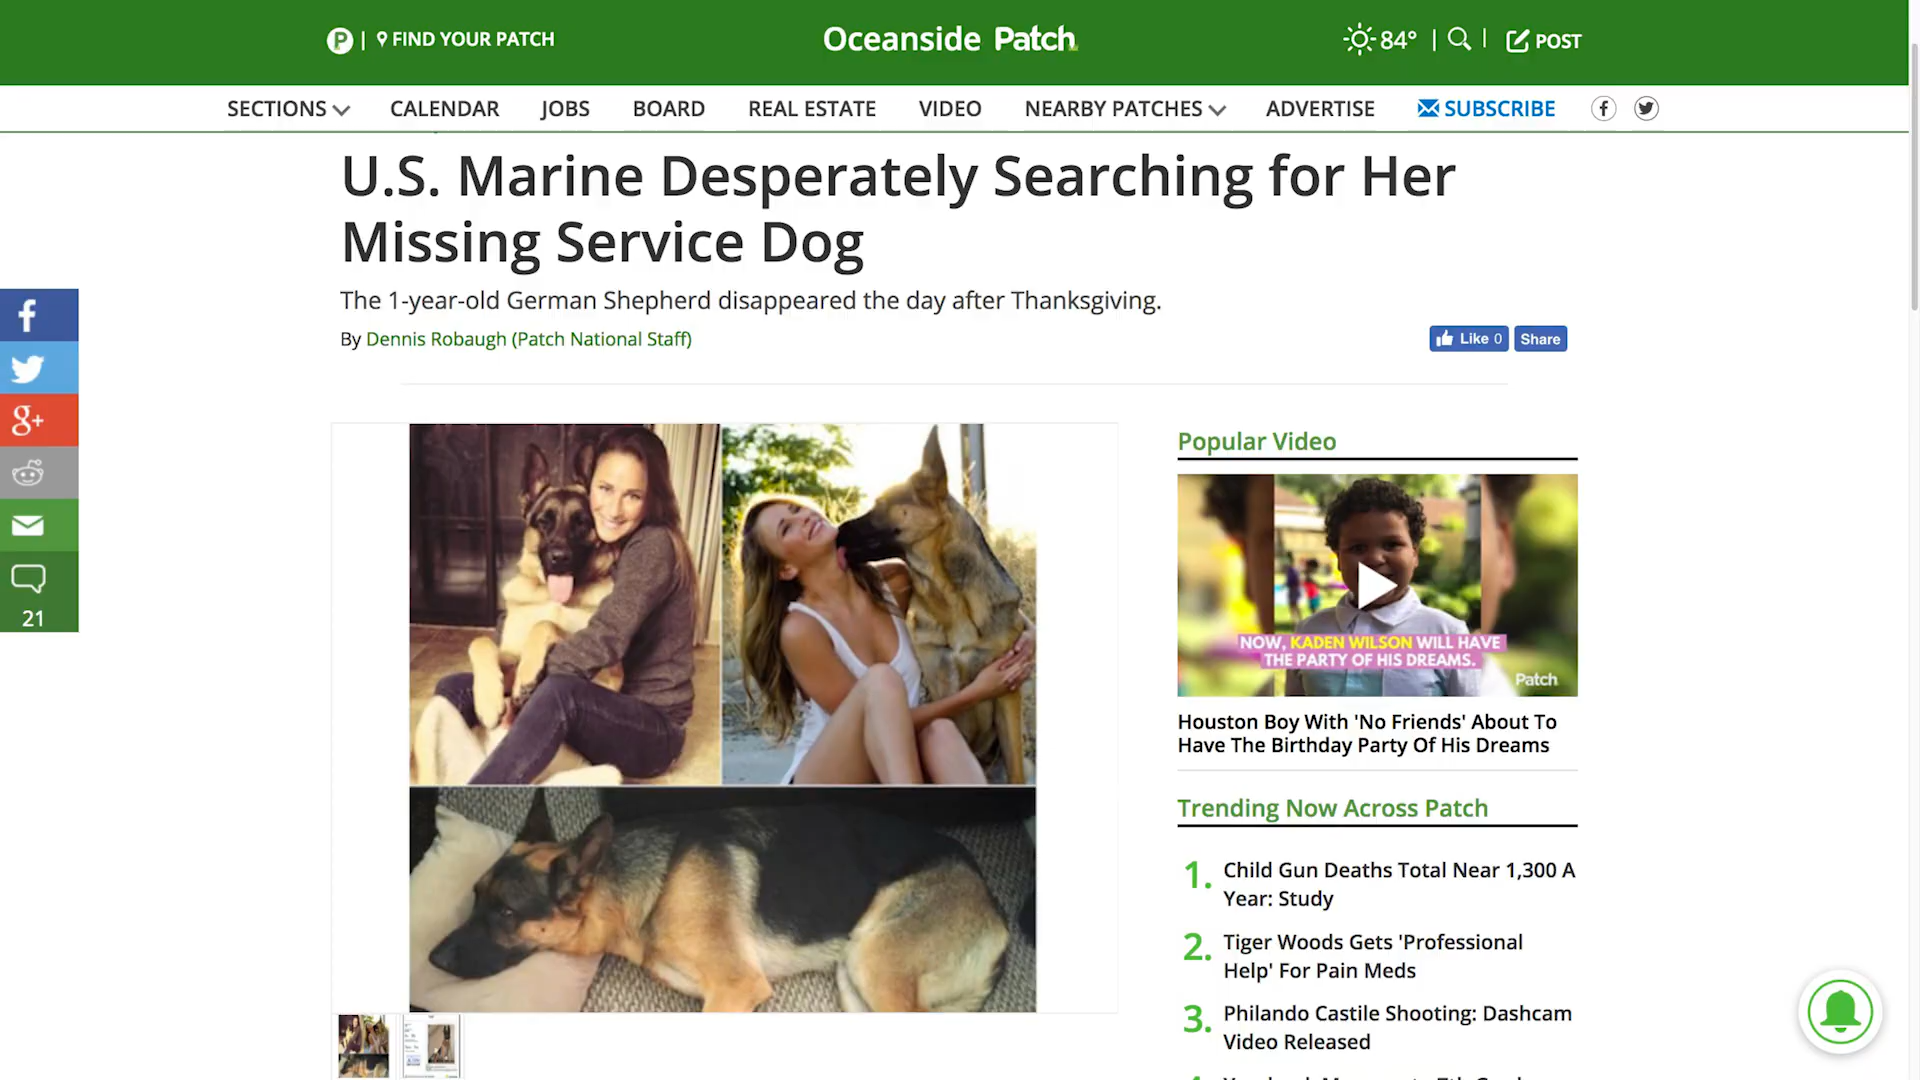 P | FIND YOUR PATCH
Oceanside Patch
84° | | POST
SECTIONS CALENDAR JOBS BOARD REAL ESTATE VIDEO NEARBY PATCHES ADVERTISE SUBSCRIBE
U.S. Marine Desperately Searching for Her
Missing Service Dog
The 1-year-old German Shepherd disappeared the day after Thanksgiving.
By Dennis Robaugh (Patch National Staff)
Like 0 Share
g+
21
Popular Video
NOW, KADEN WILSON WILL HAVE
THE PARTY OF HIS DREAMS.
Patch
Houston Boy With 'No Friends' About To
Have The Birthday Party Of His Dreams
Trending Now Across Patch
1. Child Gun Deaths Total Near 1,300 A
Year: Study
2. Tiger Woods Gets 'Professional
Help' For Pain Meds
3. Philando Castile Shooting: Dashcam
Video Released